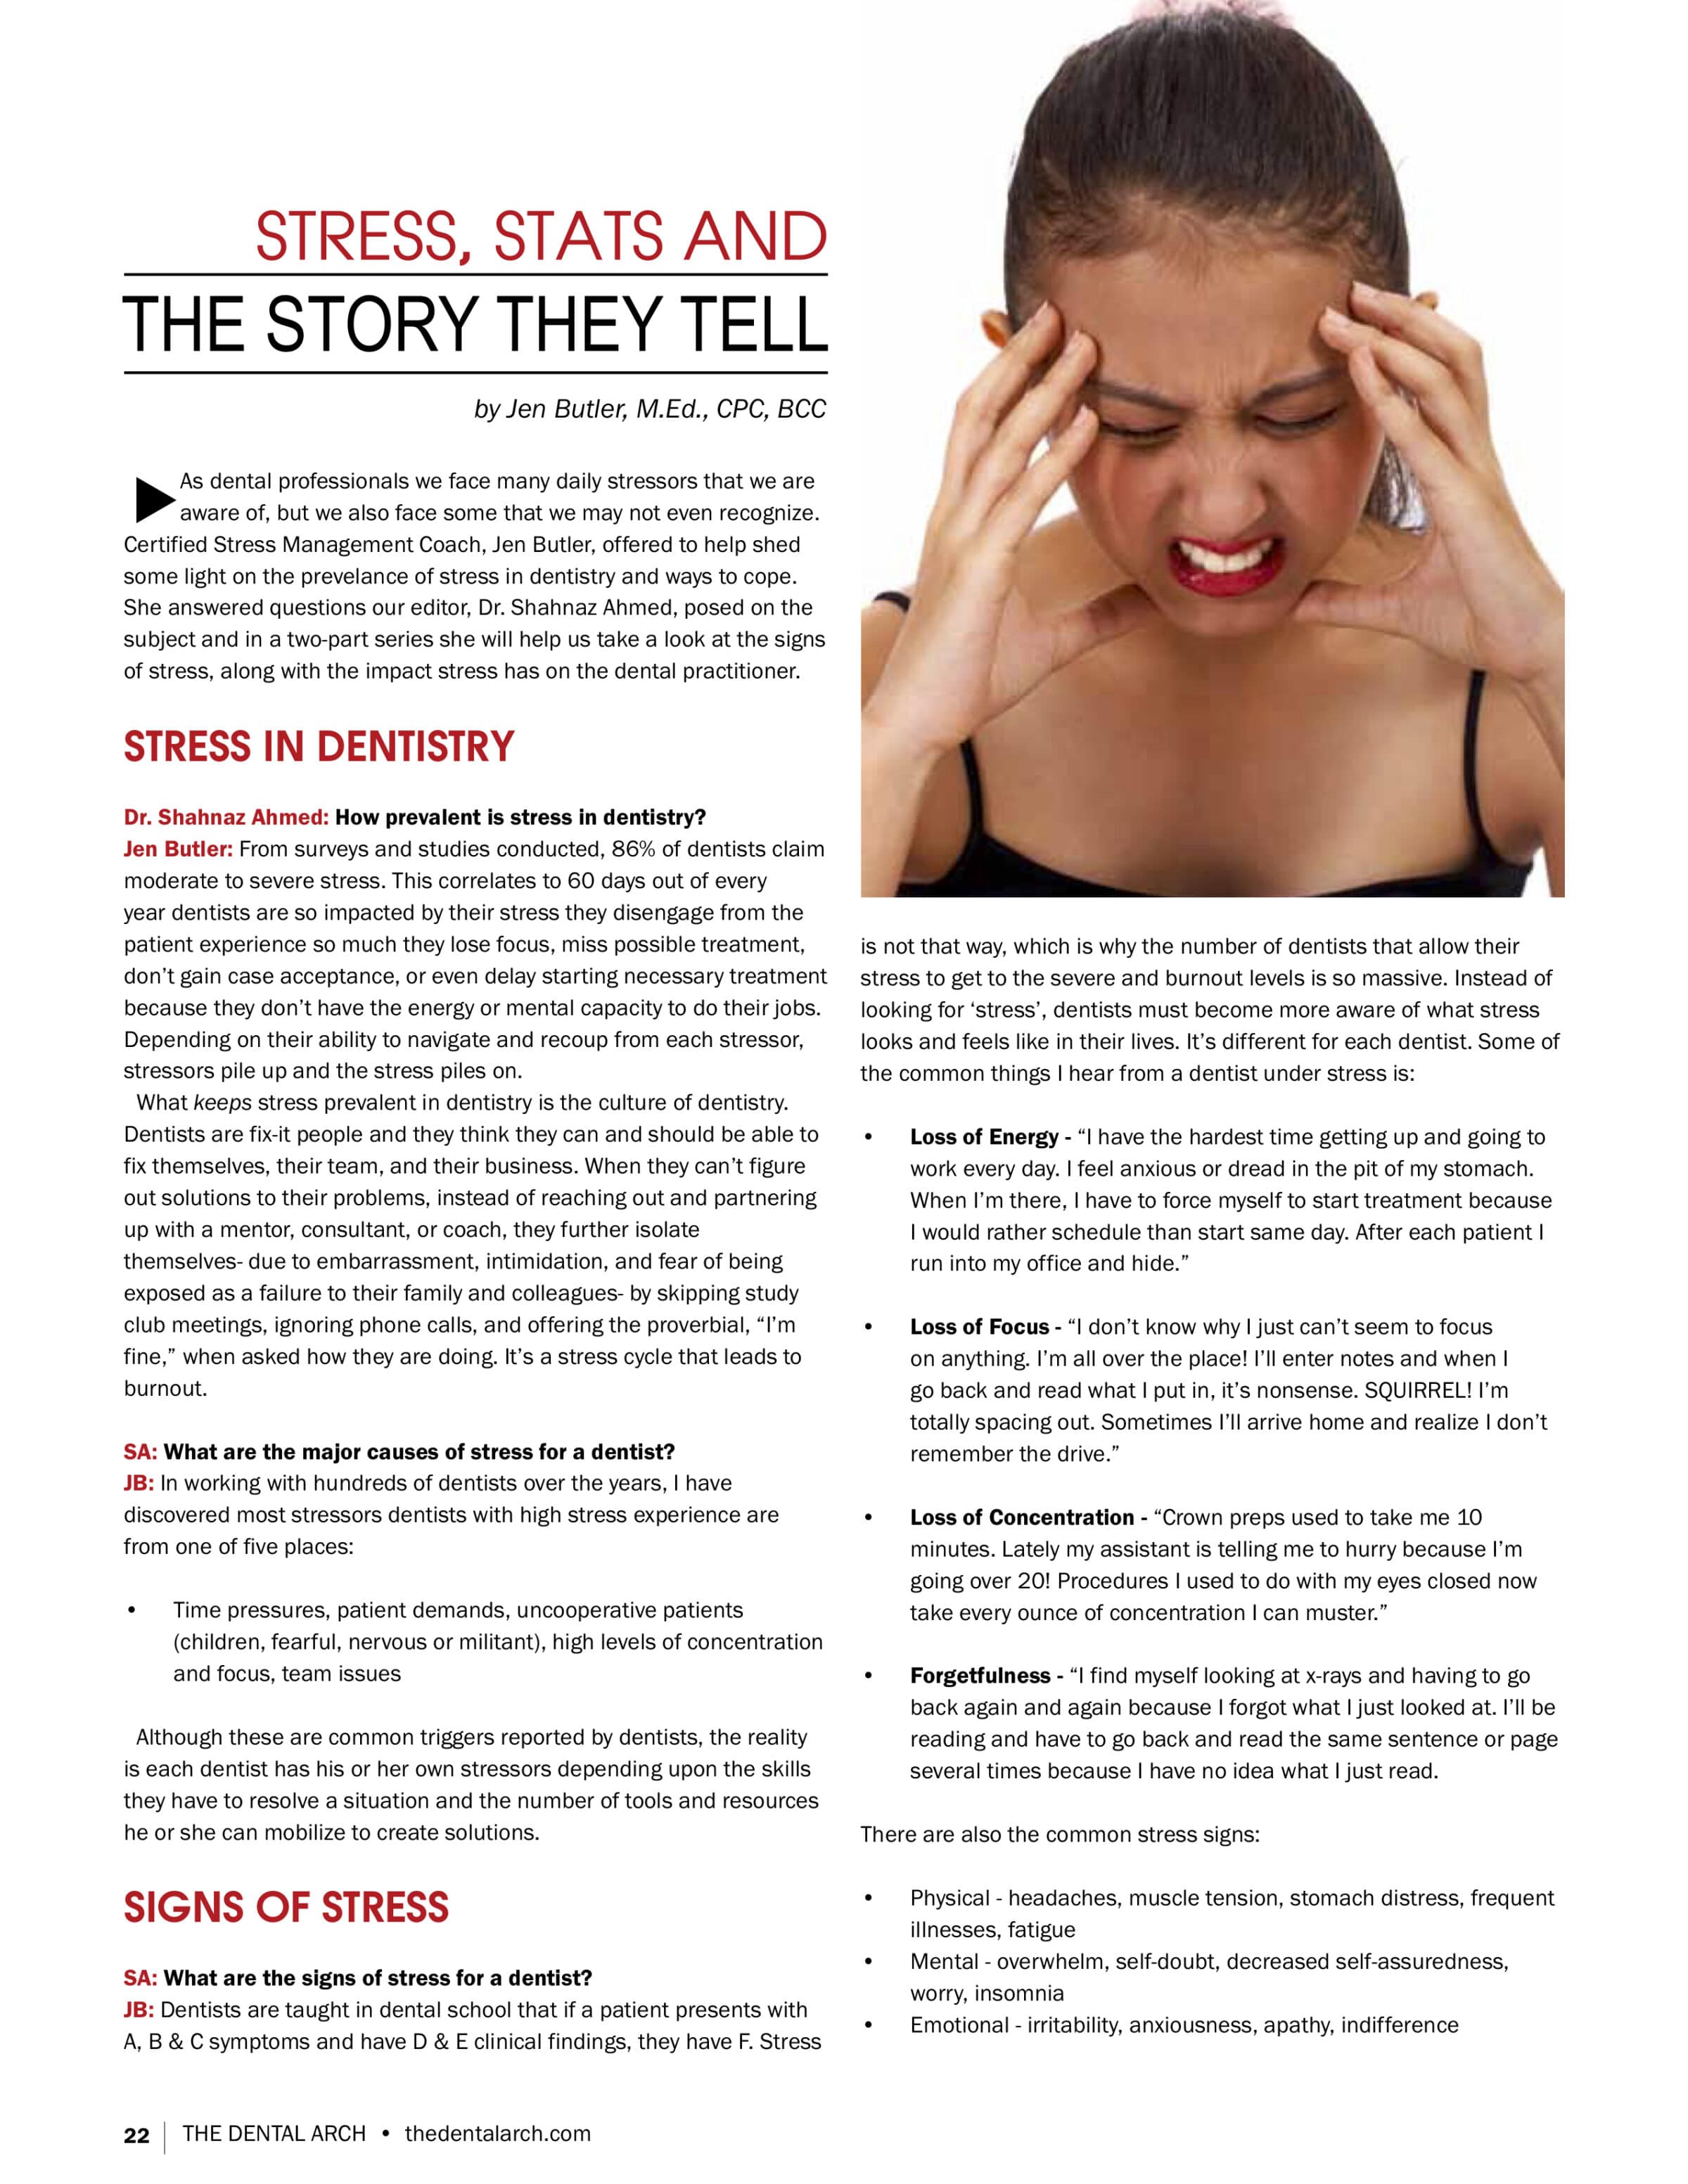 STRESS, STATS AND
THE STORY THEY TELL
by Jen Butler, M.Ed., CPC, BCC
As dental professionals we face many daily stressors that we are
aware of, but we also face some that we may not even recognize.
Certified Stress Management Coach, Jen Butler, offered to help shed
some light on the prevelance of stress in dentistry and ways to cope.
She answered questions our editor, Dr. Shahnaz Ahmed, posed on the
subject and in a two-part series she will help us take a look at the signs
of stress, along with the impact stress has on the dental practitioner.
STRESS IN DENTISTRY
Dr. Shahnaz Ahmed: How prevalent is stress in dentistry?
Jen Butler: From surveys and studies conducted, 86% of dentists claim
moderate to severe stress. This correlates to 60 days out of every
year dentists are so impacted by their stress they disengage from the
patient experience so much they lose focus, miss possible treatment,
don’t gain case acceptance, or even delay starting necessary treatment
because they don’t have the energy or mental capacity to do their jobs.
Depending on their ability to navigate and recoup from each stressor,
stressors pile up and the stress piles on.
What keeps stress prevalent in dentistry is the culture of dentistry.
Dentists are fix-it people and they think they can and should be able to
fix themselves, their team, and their business. When they can’t figure
out solutions to their problems, instead of reaching out and partnering
up with a mentor, consultant, or coach, they further isolate
themselves- due to embarrassment, intimidation, and fear of being
exposed as a failure to their family and colleagues- by skipping study
club meetings, ignoring phone calls, and offering the proverbial, “I’m
fine,” when asked how they are doing. It’s a stress cycle that leads to
burnout.
SA: What are the major causes of stress for a dentist?
JB: In working with hundreds of dentists over the years, I have
discovered most stressors dentists with high stress experience are
from one of five places:
• Time pressures, patient demands, uncooperative patients
(children, fearful, nervous or militant), high levels of concentration
and focus, team issues
Although these are common triggers reported by dentists, the reality
is each dentist has his or her own stressors depending upon the skills
they have to resolve a situation and the number of tools and resources
he or she can mobilize to create solutions.
SIGNS OF STRESS
SA: What are the signs of stress for a dentist?
JB: Dentists are taught in dental school that if a patient presents with
A, B & C symptoms and have D & E clinical findings, they have F. Stress
is not that way, which is why the number of dentists that allow their
stress to get to the severe and burnout levels is so massive. Instead of
looking for ‘stress’, dentists must become more aware of what stress
looks and feels like in their lives. It’s different for each dentist. Some of
the common things I hear from a dentist under stress is:
• Loss of Energy - “I have the hardest time getting up and going to
work every day. I feel anxious or dread in the pit of my stomach.
When I’m there, I have to force myself to start treatment because
I would rather schedule than start same day. After each patient I
run into my office and hide.”
• Loss of Focus - “I don’t know why I just can’t seem to focus
on anything. I’m all over the place! I’ll enter notes and when I
go back and read what I put in, it’s nonsense. SQUIRREL! I’m
totally spacing out. Sometimes I’ll arrive home and realize I don’t
remember the drive.”
• Loss of Concentration - “Crown preps used to take me 10
minutes. Lately my assistant is telling me to hurry because I’m
going over 20! Procedures I used to do with my eyes closed now
take every ounce of concentration I can muster.”
• Forgetfulness - “I find myself looking at x-rays and having to go
back again and again because I forgot what I just looked at. I’ll be
reading and have to go back and read the same sentence or page
several times because I have no idea what I just read.
There are also the common stress signs:
• Physical - headaches, muscle tension, stomach distress, frequent
illnesses, fatigue
• Mental - overwhelm, self-doubt, decreased self-assuredness,
worry, insomnia
• Emotional - irritability, anxiousness, apathy, indifference
22 | THE DENTAL ARCH • thedentalarch.com